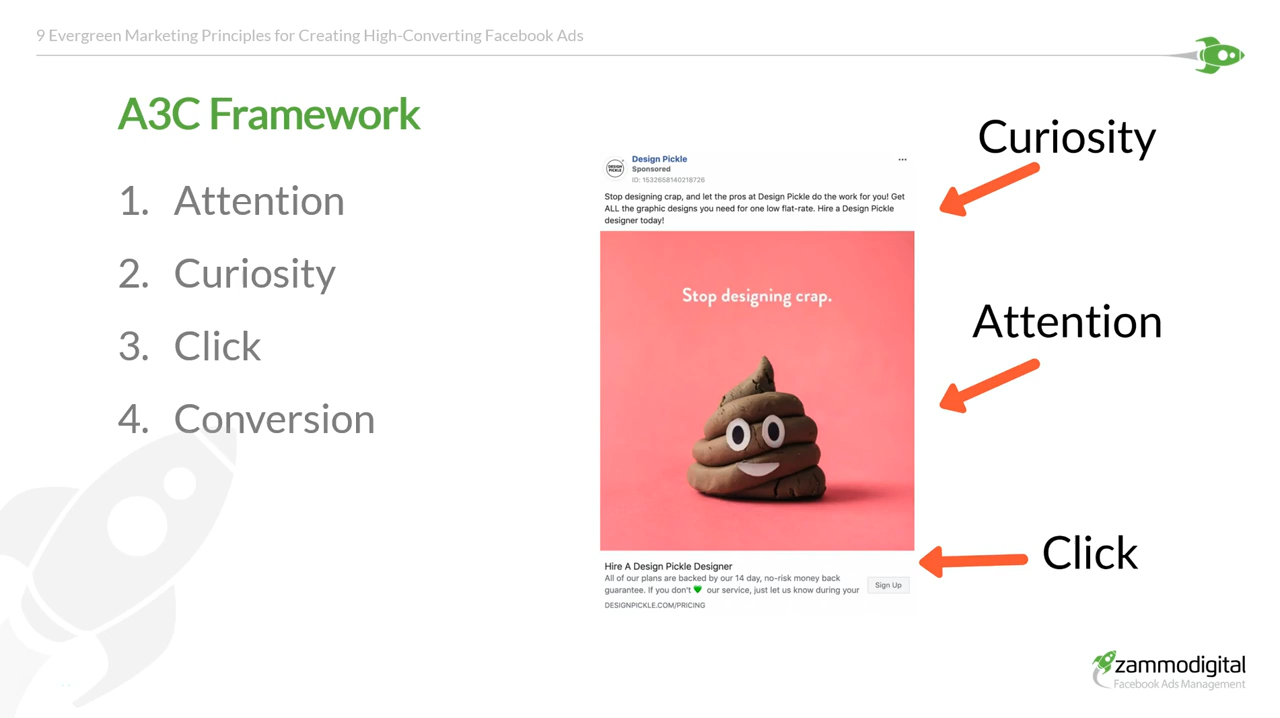 9 Evergreen Marketing Principles for Creating High-Converting Facebook Ads
A3C Framework
1. Attention
2. Curiosity
3. Click
4. Conversion
DESIGN
PICKLE
Design Pickle
Sponsored
ID: 1532658140218726
Stop designing crap, and let the pros at Design Pickle do the work for you! Get
ALL the graphic designs you need for one low flat-rate. Hire a Design Pickle
designer today!
Stop designing crap.
Hire A Design Pickle Designer
All of our plans are backed by our 14 day, no-risk money back
guarantee. If you don't 💚 our service, just let us know during your
DESIGNPICKLE.COM/PRICING
Sign Up
Curiosity
Attention
Click
zammodigital
Facebook Ads Management